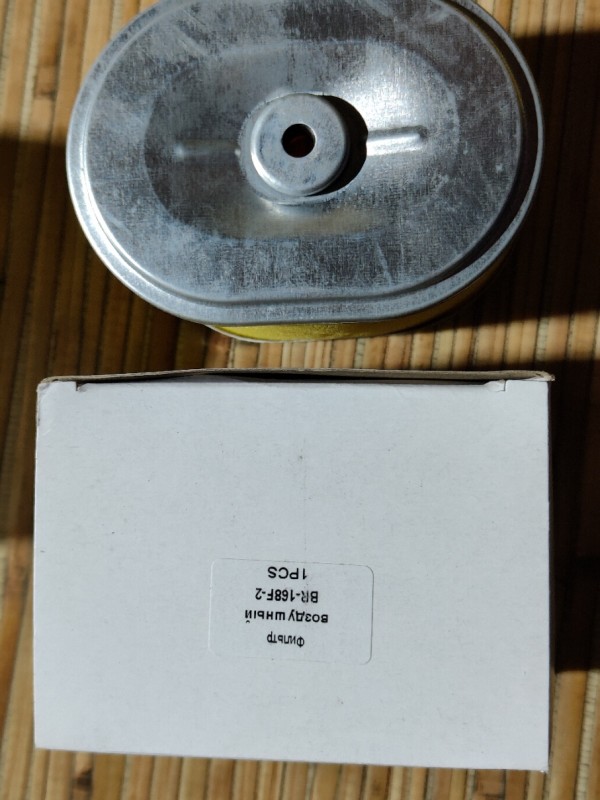 Фильтр
воздушный
BR-168F-2
1PCS